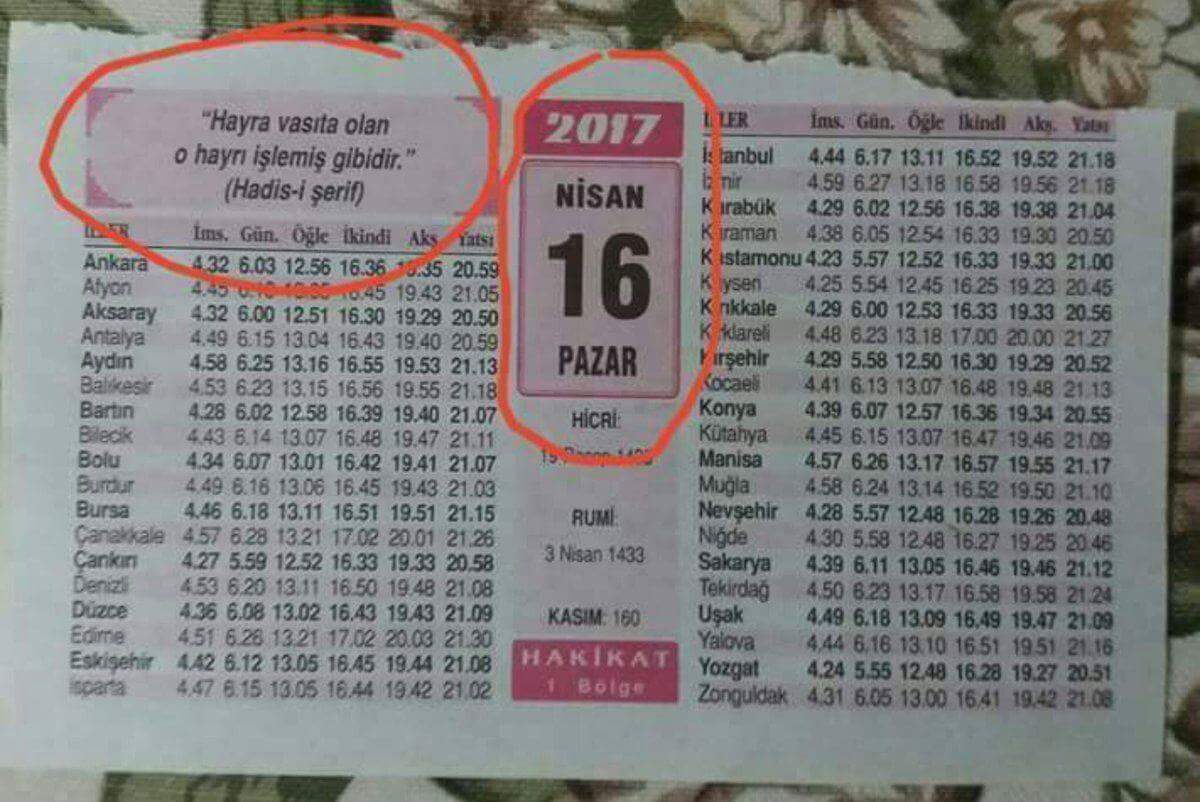 "Hayra vasıta olan
o hayrı işlemiş gibidir."
(Hadis-i şerif)
İLLER İms. Gün. Öğle İkindi Akş. Yatsı
Ankara 4.32 6.03 12.56 16.36 19.35 20.59
Afyon 4.45 16.45 19.43 21.05
Aksaray 4.32 6.00 12.51 16.30 19.29 20.50
Antalya 4.49 6.15 13.04 16.43 19.40 20.59
Aydın 4.58 6.25 13.16 16.55 19.53 21.13
Balıkesir 4.53 6.23 13.15 16.56 19.55 21.18
Bartın 4.28 6.02 12.58 16.39 19.40 21.07
Bilecik 4.43 6.14 13.07 16.48 19.47 21.11
Bolu 4.34 6.07 13.01 16.42 19.41 21.07
Burdur 4.49 6.16 13.06 16.45 19.43 21.03
Bursa 4.46 6.18 13.11 16.51 19.51 21.15
Çanakkale 4.57 6.28 13.21 17.02 20.01 21.26
Çankırı 4.27 5.59 12.52 16.33 19.33 20.58
Denizli 4.53 6.20 13.11 16.50 19.48 21.08
Düzce 4.36 6.08 13.02 16.43 19.43 21.09
Edirne 4.51 6.26 13.21 17.02 20.03 21.30
Eskişehir 4.42 6.12 13.05 16.45 19.44 21.08
Isparta 4.47 6.15 13.05 16.44 19.42 21.02
2017
NİSAN
16
PAZAR
HİCRİ:
19 Recep
RUMİ:
3 Nisan 1433
KASIM: 160
HAKİKAT
1 Bölge
İLLER İms. Gün. Öğle İkindi Akş. Yatsı
İstanbul 4.44 6.17 13.11 16.52 19.52 21.18
İzmir 4.59 6.27 13.18 16.58 19.56 21.18
Karabük 4.29 6.02 12.56 16.38 19.38 21.04
Karaman 4.38 6.05 12.54 16.33 19.30 20.50
Kastamonu 4.23 5.57 12.52 16.33 19.33 21.00
Kayseri 4.25 5.54 12.45 16.25 19.23 20.45
Kırıkkale 4.29 6.00 12.53 16.33 19.33 20.56
Kırklareli 4.48 6.23 13.18 17.00 20.00 21.27
Kırşehir 4.29 5.58 12.50 16.30 19.29 20.52
Kocaeli 4.41 6.13 13.07 16.48 19.48 21.13
Konya 4.39 6.07 12.57 16.36 19.34 20.55
Kütahya 4.45 6.15 13.07 16.47 19.46 21.09
Manisa 4.57 6.26 13.17 16.57 19.55 21.17
Muğla 4.58 6.24 13.14 16.52 19.50 21.10
Nevşehir 4.28 5.57 12.48 16.28 19.26 20.48
Niğde 4.30 5.58 12.48 16.27 19.25 20.46
Sakarya 4.39 6.11 13.05 16.46 19.46 21.12
Tekirdağ 4.50 6.23 13.17 16.58 19.58 21.24
Uşak 4.49 6.18 13.09 16.49 19.47 21.09
Yalova 4.44 6.16 13.10 16.51 19.51 21.16
Yozgat 4.24 5.55 12.48 16.28 19.27 20.51
Zonguldak 4.31 6.05 13.00 16.41 19.42 21.08